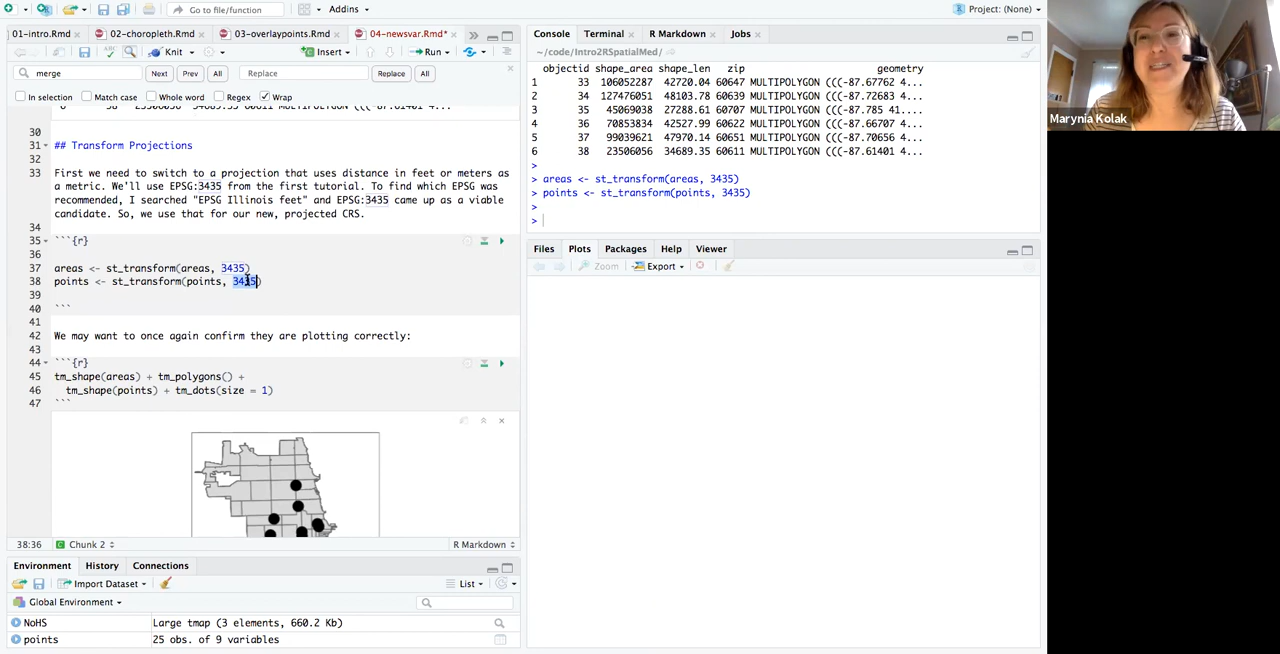 Go to file/function
Addins
Project: (None)
01-intro.Rmd
02-choropleth.Rmd
03-overlaypoints.Rmd
04-newsvar.Rmd*
ABC
Knit
Insert
Run
merge
Next
Prev
All
Replace
Replace
All
In selection
Match case
Whole word
Regex
Wrap
30
31 ## Transform Projections
32
33 First we need to switch to a projection that uses distance in feet or meters as
a metric. We'll use EPSG:3435 from the first tutorial. To find which EPSG was
recommended, I searched "EPSG Illinois feet" and EPSG:3435 came up as a viable
candidate. So, we use that for our new, projected CRS.
34
35 ```{r}
36
37 areas <- st_transform(areas, 3435)
38 points <- st_transform(points, 3435)
39
40 ```
41
42 We may want to once again confirm they are plotting correctly:
43
44 ```{r}
45 tm_shape(areas) + tm_polygons() +
46 tm_shape(points) + tm_dots(size = 1)
47 ```
38:36
Chunk 2
R Markdown
Environment
History
Connections
Import Dataset
List
Global Environment
NoHS Large tmap (3 elements, 660.2 Kb)
points 25 obs. of 9 variables
Console
Terminal
R Markdown
Jobs
~/code/Intro2RSpatialMed/
objectid shape_area shape_len zip geometry
1 33 106052287 42720.04 60647 MULTIPOLYGON (((-87.67762 4...
2 34 127476051 48103.78 60639 MULTIPOLYGON (((-87.72683 4...
3 35 45069038 27288.61 60707 MULTIPOLYGON (((-87.785 41....
4 36 70853834 42527.99 60622 MULTIPOLYGON (((-87.66707 4...
5 37 99039621 47970.14 60651 MULTIPOLYGON (((-87.70656 4...
6 38 23506056 34689.35 60611 MULTIPOLYGON (((-87.61401 4...
>
> areas <- st_transform(areas, 3435)
> points <- st_transform(points, 3435)
>
>
Files
Plots
Packages
Help
Viewer
Zoom
Export
Marynia Kolak